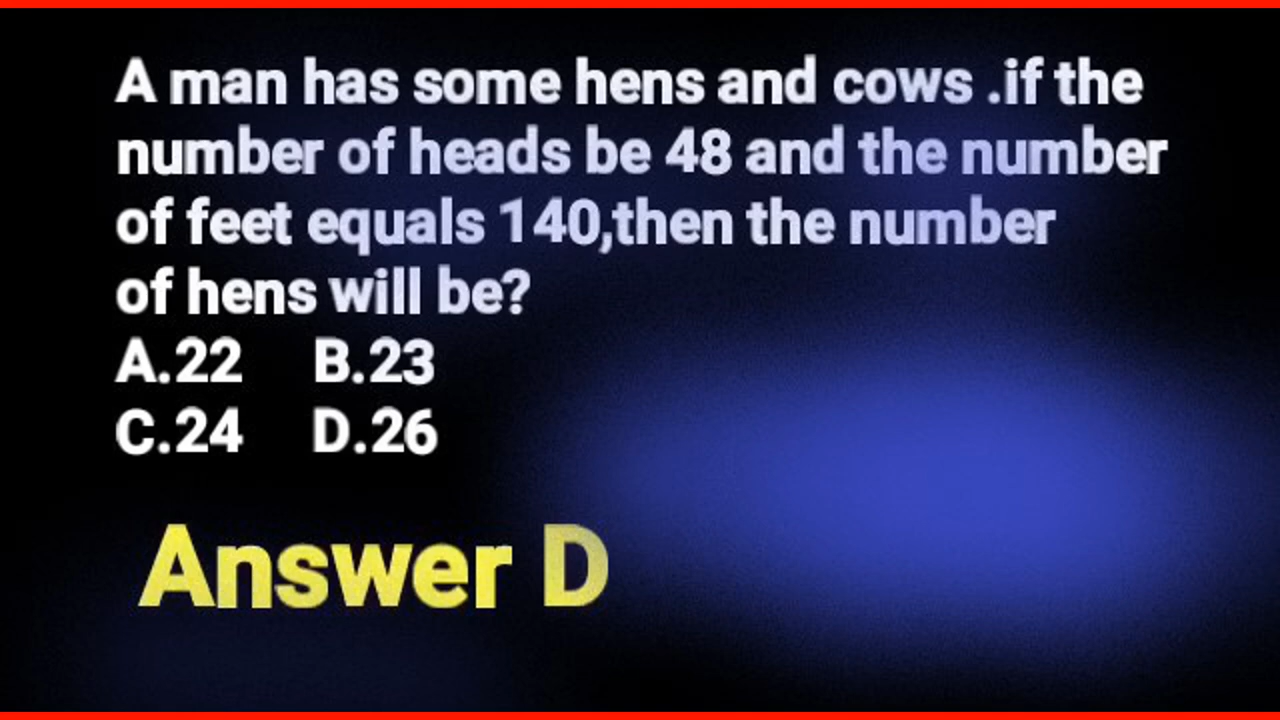 A man has some hens and cows .if the
number of heads be 48 and the number
of feet equals 140,then the number
of hens will be?
A.22 B.23
C.24 D.26
Answer D